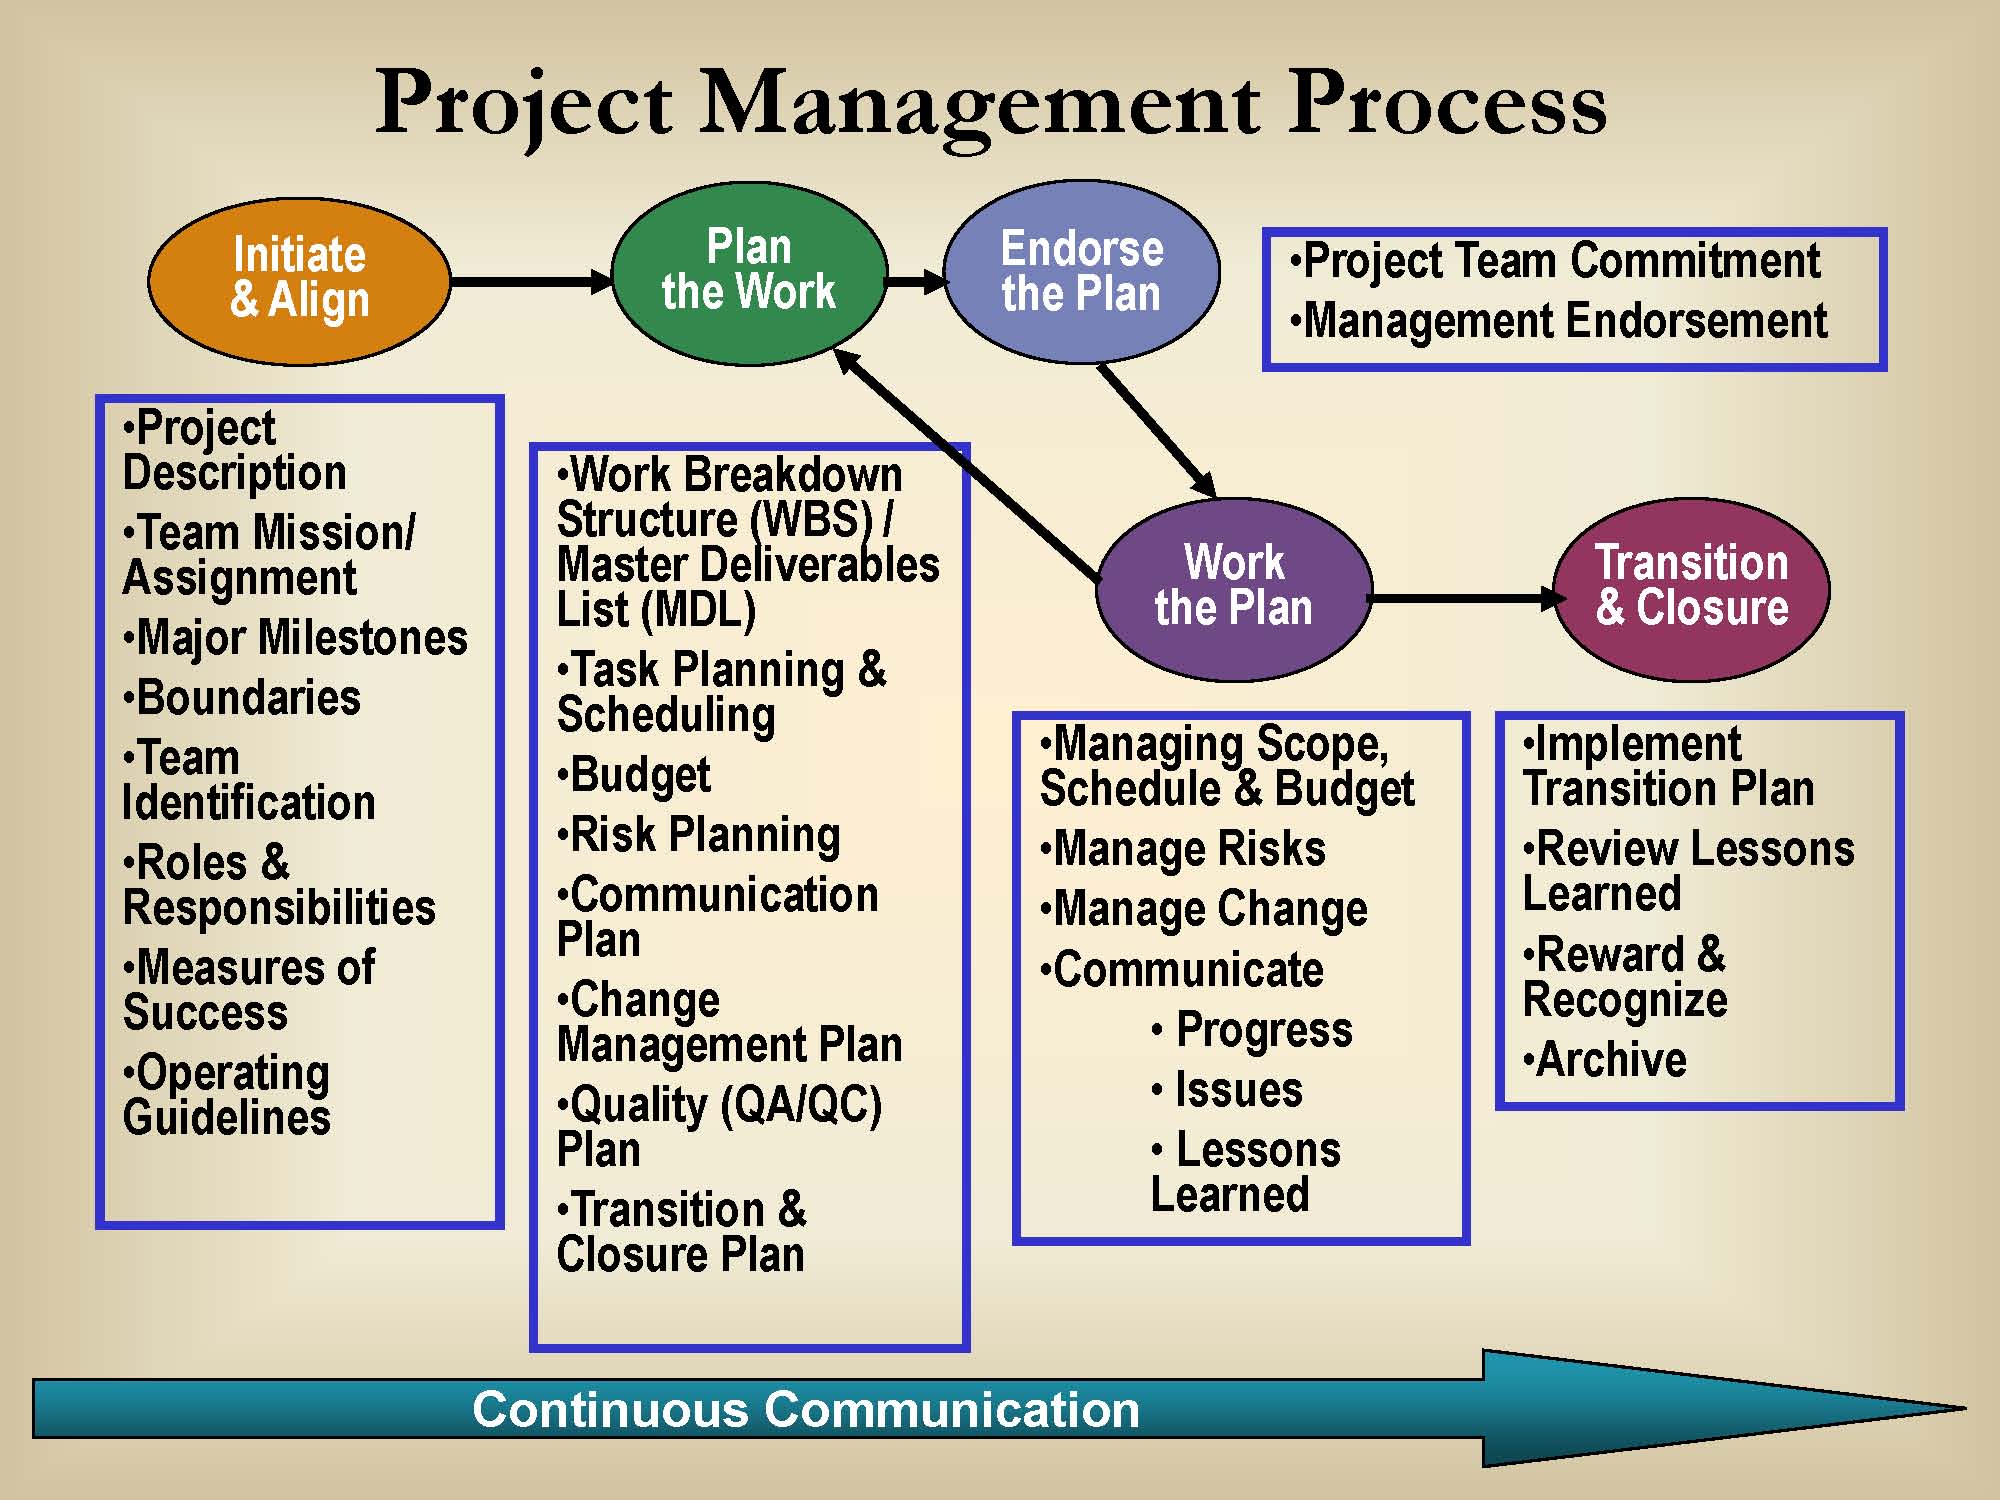 Project Management Process
Initiate
& Align
Plan
the Work
Endorse
the Plan
•Project Team Commitment
•Management Endorsement
•Project
Description
•Team Mission/
Assignment
•Major Milestones
•Boundaries
•Team
Identification
•Roles &
Responsibilities
•Measures of
Success
•Operating
Guidelines
•Work Breakdown
Structure (WBS) /
Master Deliverables
List (MDL)
•Task Planning &
Scheduling
•Budget
•Risk Planning
•Communication
Plan
•Change
Management Plan
•Quality (QA/QC)
Plan
•Transition &
Closure Plan
Work
the Plan
•Managing Scope,
Schedule & Budget
•Manage Risks
•Manage Change
•Communicate
• Progress
• Issues
• Lessons
Learned
Transition
& Closure
•Implement
Transition Plan
•Review Lessons
Learned
•Reward &
Recognize
•Archive
Continuous Communication